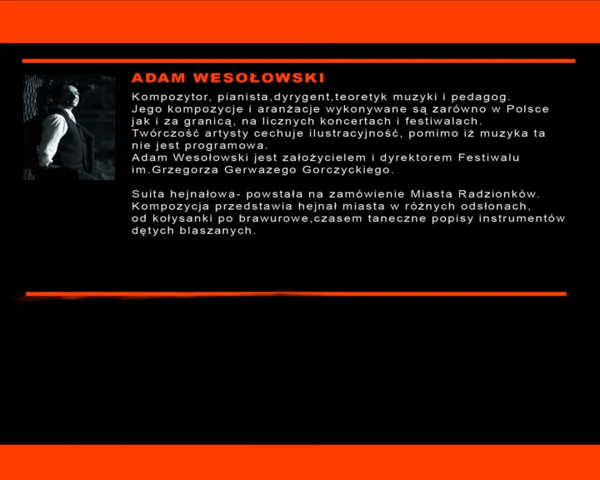 ADAM WESOŁOWSKI
Kompozytor, pianista,dyrygent,teoretyk muzyki i pedagog.
Jego kompozycje i aranżacje wykonywane są zarówno w Polsce
jak i za granicą, na licznych koncertach i festiwalach.
Twórczość artysty cechuje ilustracyjność, pomimo iż muzyka ta
nie jest programowa.
Adam Wesołowski jest założycielem i dyrektorem Festiwalu
im.Grzegorza Gerwazego Gorczyckiego.
Suita hejnałowa- powstała na zamówienie Miasta Radzionków.
Kompozycja przedstawia hejnał miasta w różnych odsłonach,
od kołysanki po brawurowe,czasem taneczne popisy instrumentów
dętych blaszanych.